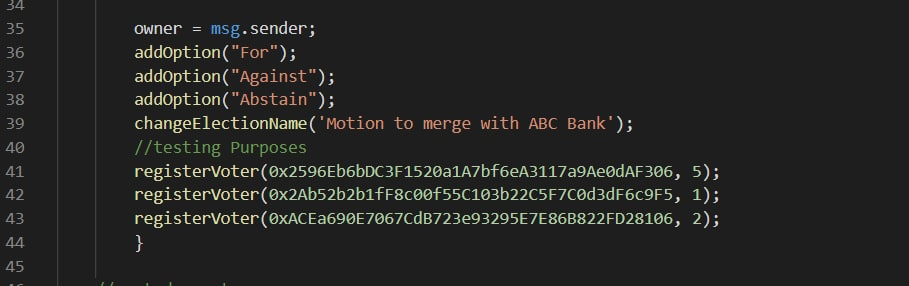 34
35 owner = msg.sender;
36 addOption("For");
37 addOption("Against");
38 addOption("Abstain");
39 changeElectionName('Motion to merge with ABC Bank');
40 //testing Purposes
41 registerVoter(0x2596Eb6bDC3F1520a1A7bf6eA3117a9Ae0dAF306, 5);
42 registerVoter(0x2Ab52b2b1fF8c00f55C103b22C5F7C0d3dF6c9F5, 1);
43 registerVoter(0xACEa690E7067CdB723e93295E7E86B822FD28106, 2);
44 }
45